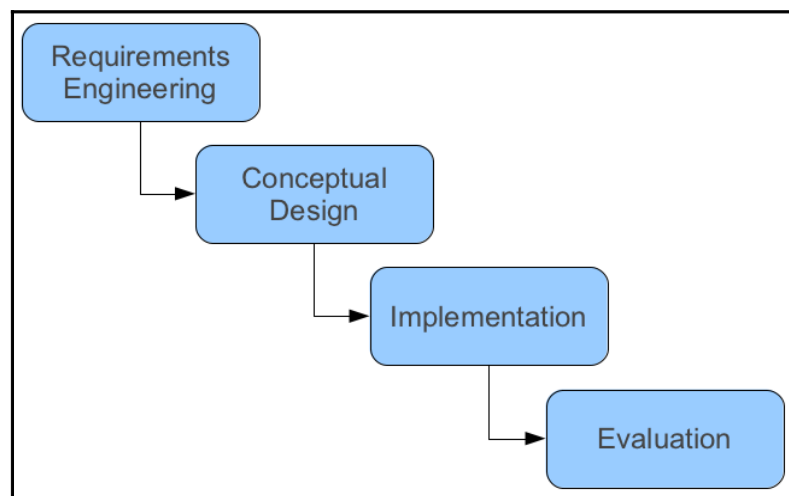 Requirements
Engineering
Conceptual
Design
Implementation
Evaluation